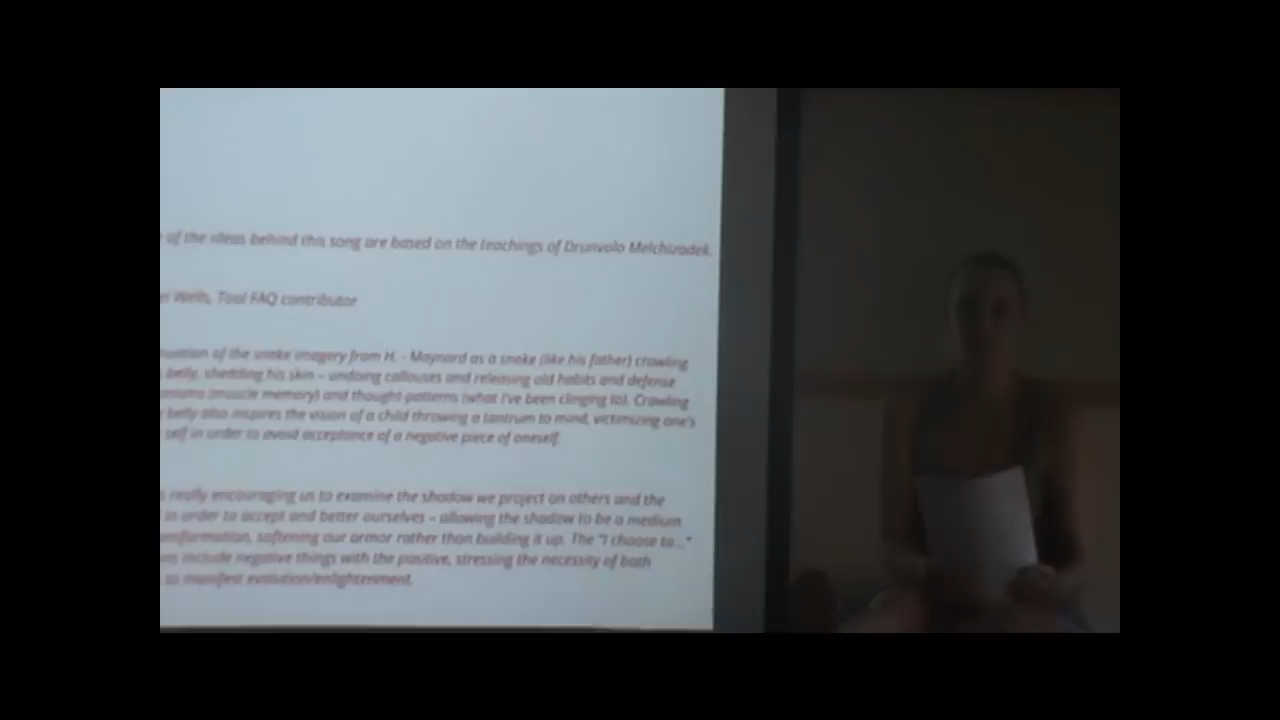 of the ideas behind this song are based on the teachings of Drunvalo Melchizadek.
Wells, Tool FAQ contributor
of the snake imagery from H. - Maynard as a snake (like his father) crawling
belly, shedding his skin – undoing callouses and releasing old habits and defense
(muscle memory) and thought patterns (what I've been clinging to). Crawling
belly also inspires the vision of a child throwing a tantrum to mind, victimizing one's
self in order to avoid acceptance of a negative piece of oneself.
really encouraging us to examine the shadow we project on others and the
in order to accept and better ourselves – allowing the shadow to be a medium
softening our armor rather than building it up. The "I choose to..."
include negative things with the positive, stressing the necessity of both
to manifest evolution/enlightenment.